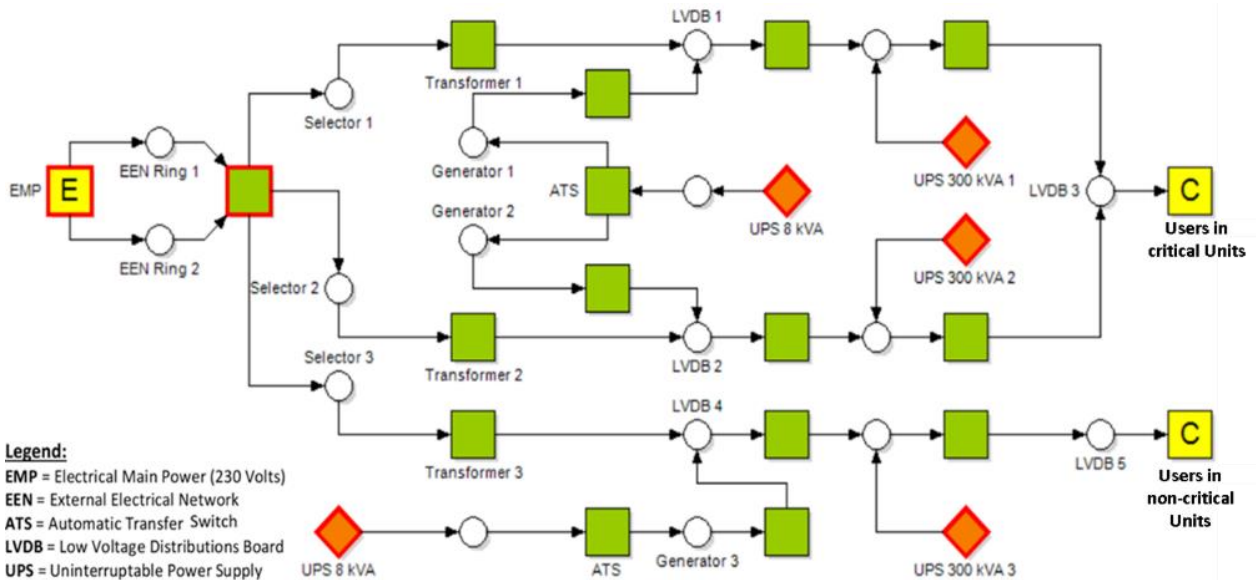 LVDB 1
Transformer 1
Selector 1
EEN Ring 1
EMP
E
Generator 1
ATS
UPS 300 kVA 1
LVDB 3
C
Users in
critical Units
Generator 2
UPS 8 kVA
EEN Ring 2
Selector 2
UPS 300 kVA 2
Selector 3
Transformer 2
LVDB 2
LVDB 4
C
Transformer 3
LVDB 5
Users in
non-critical
Units
Legend:
EMP = Electrical Main Power (230 Volts)
EEN = External Electrical Network
ATS = Automatic Transfer Switch
LVDB = Low Voltage Distributions Board
UPS = Uninterruptable Power Supply
UPS 8 kVA
ATS
Generator 3
UPS 300 kVA 3